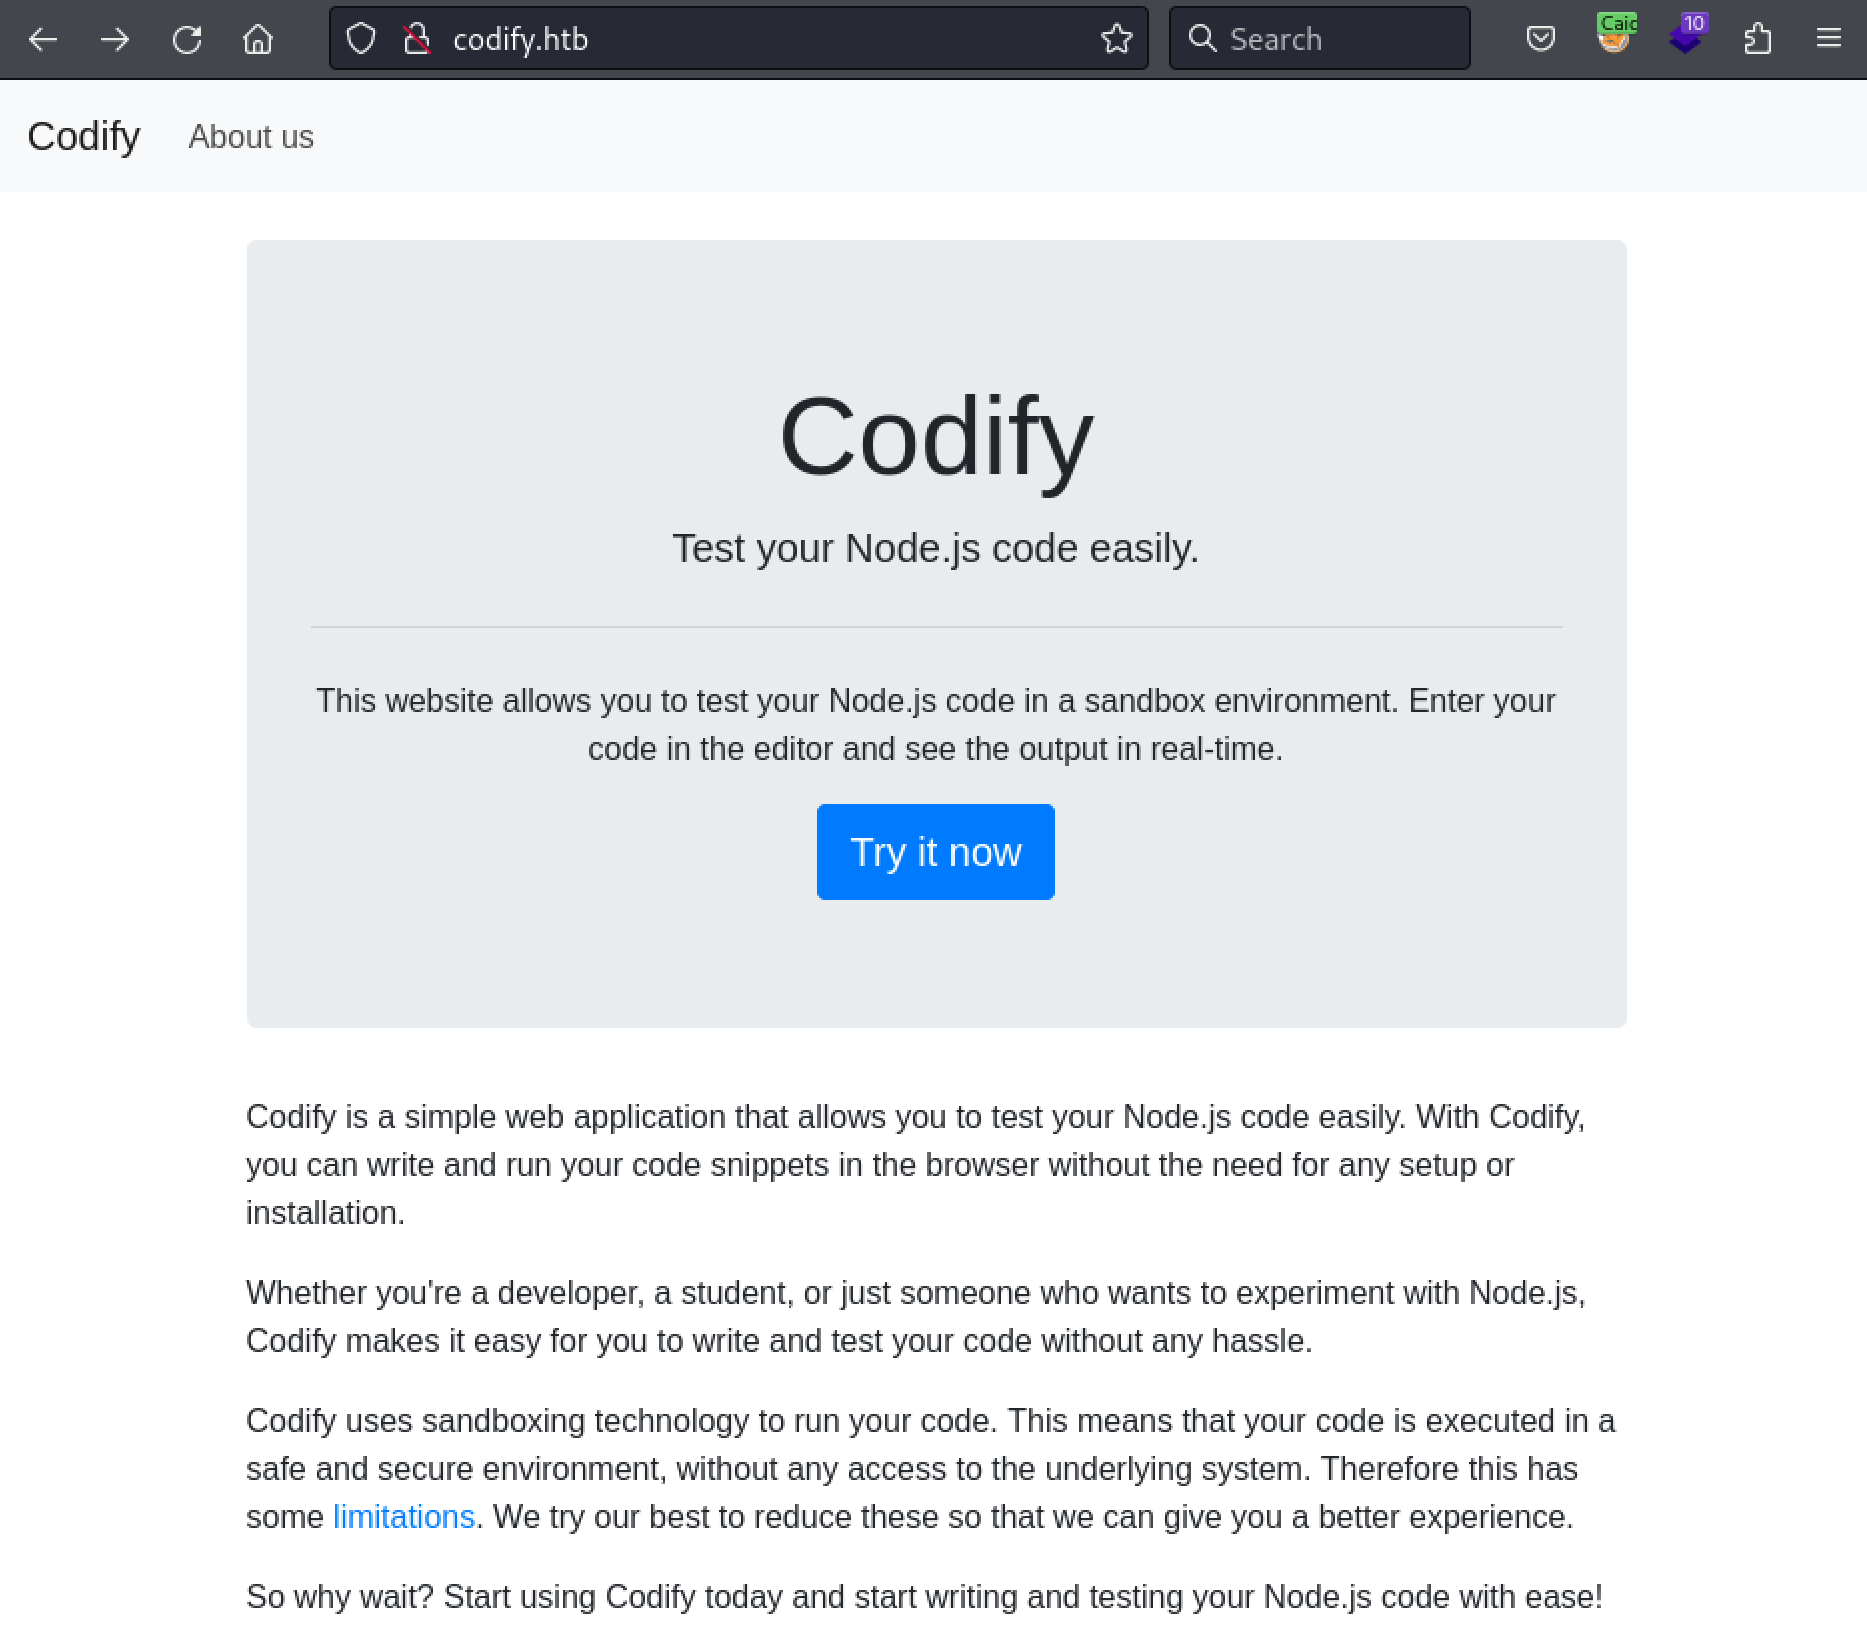 codify.htb
Search
Caic
10
Codify
About us
Codify
Test your Node.js code easily.
This website allows you to test your Node.js code in a sandbox environment. Enter your
code in the editor and see the output in real-time.
Try it now
Codify is a simple web application that allows you to test your Node.js code easily. With Codify,
you can write and run your code snippets in the browser without the need for any setup or
installation.
Whether you're a developer, a student, or just someone who wants to experiment with Node.js,
Codify makes it easy for you to write and test your code without any hassle.
Codify uses sandboxing technology to run your code. This means that your code is executed in a
safe and secure environment, without any access to the underlying system. Therefore this has
some limitations. We try our best to reduce these so that we can give you a better experience.
So why wait? Start using Codify today and start writing and testing your Node.js code with ease!